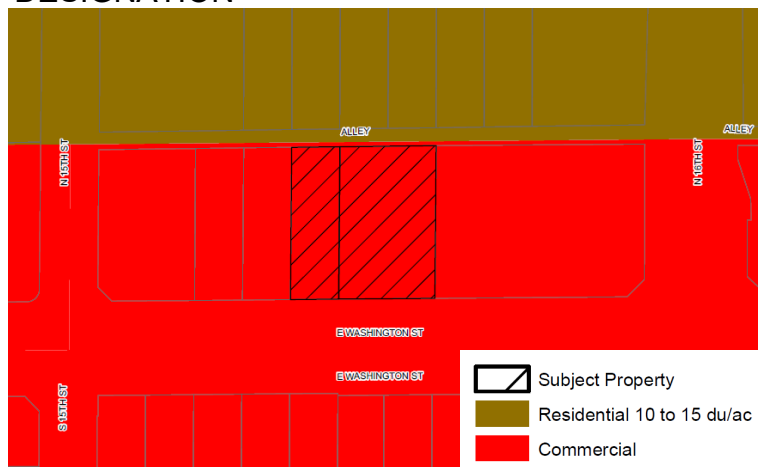 DESIGNATION
ALLEY
ALLEY
N 15TH ST
N 16TH ST
E WASHINGTON ST
E WASHINGTON ST
S 15TH ST
Subject Property
Residential 10 to 15 du/ac
Commercial